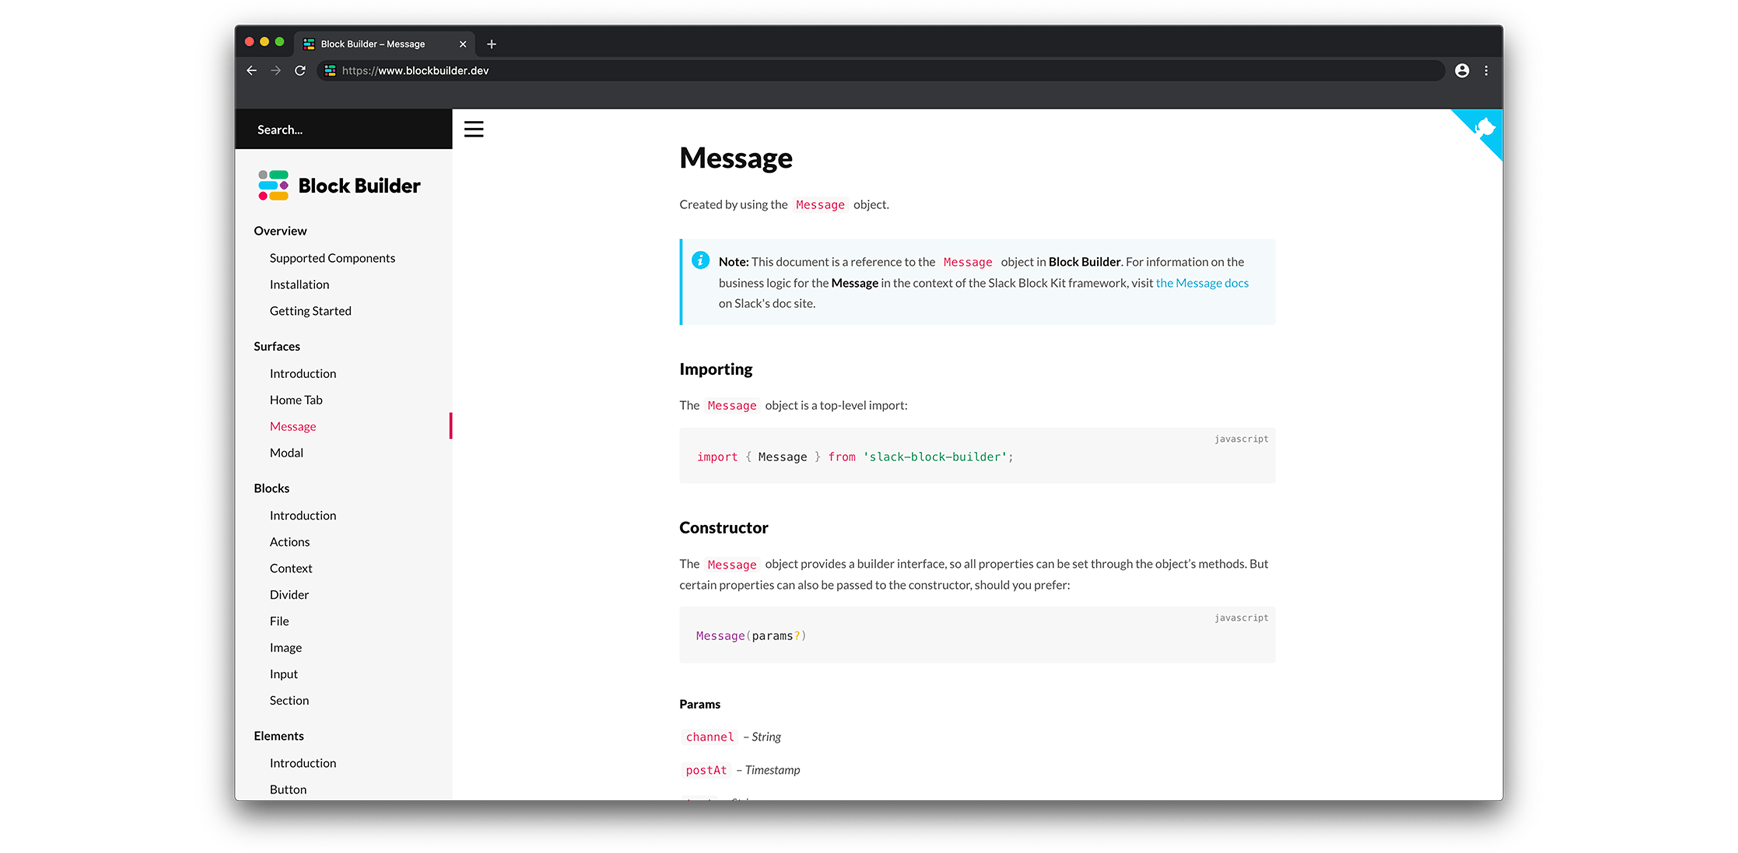 Block Builder – Message
https://www.blockbuilder.dev
Search...
Block Builder
Overview
Supported Components
Installation
Getting Started
Surfaces
Introduction
Home Tab
Message
Modal
Blocks
Introduction
Actions
Context
Divider
File
Image
Input
Section
Elements
Introduction
Button
Message
Created by using the Message object.
Note: This document is a reference to the Message object in Block Builder. For information on the
business logic for the Message in the context of the Slack Block Kit framework, visit the Message docs
on Slack's doc site.
Importing
The Message object is a top-level import:
javascript
import { Message } from 'slack-block-builder';
Constructor
The Message object provides a builder interface, so all properties can be set through the object's methods. But
certain properties can also be passed to the constructor, should you prefer:
javascript
Message(params?)
Params
channel – String
postAt – Timestamp